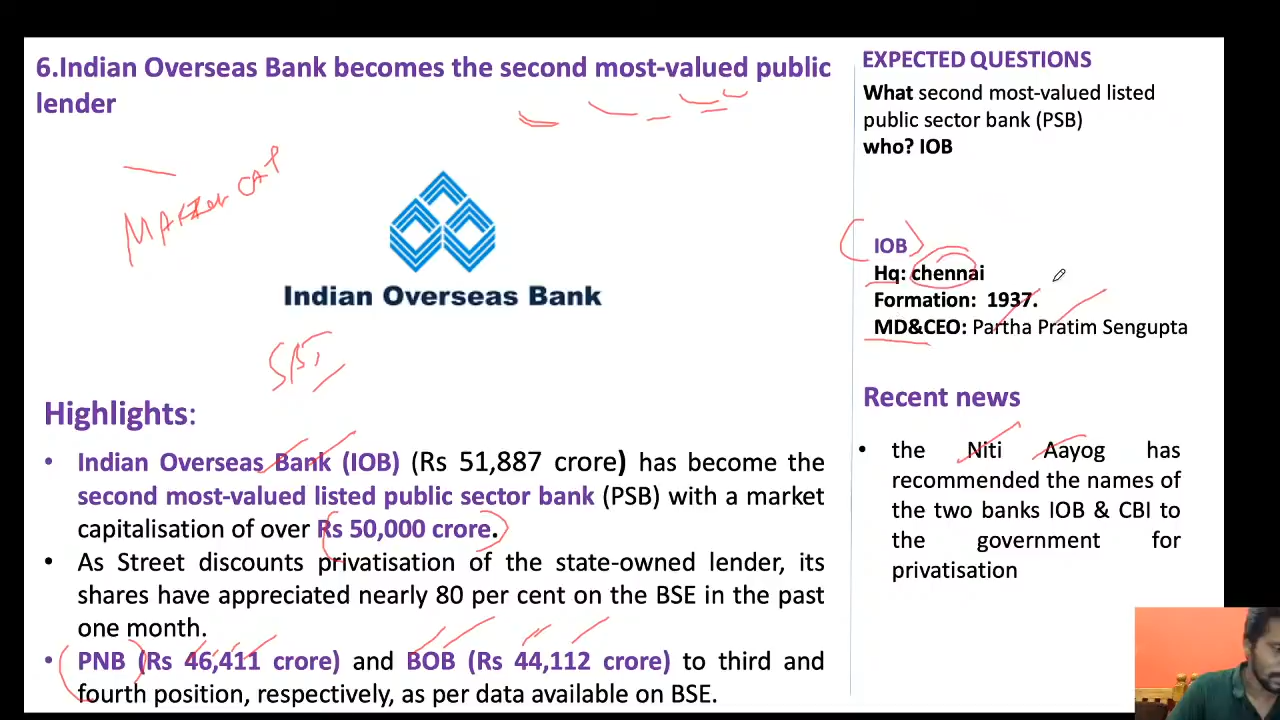 6.Indian Overseas Bank becomes the second most-valued public
lender
MARKET CAP
Indian Overseas Bank
SBI
Highlights:
• Indian Overseas Bank (IOB) (Rs 51,887 crore) has become the
second most-valued listed public sector bank (PSB) with a market
capitalisation of over Rs 50,000 crore.
• As Street discounts privatisation of the state-owned lender, its
shares have appreciated nearly 80 per cent on the BSE in the past
one month.
• PNB (Rs 46,411 crore) and BOB (Rs 44,112 crore) to third and
fourth position, respectively, as per data available on BSE.
EXPECTED QUESTIONS
What second most-valued listed
public sector bank (PSB)
who? IOB
IOB
Hq: chennai
Formation: 1937.
MD&CEO: Partha Pratim Sengupta
Recent news
• the Niti Aayog has
recommended the names of
the two banks IOB & CBI to
the government for
privatisation